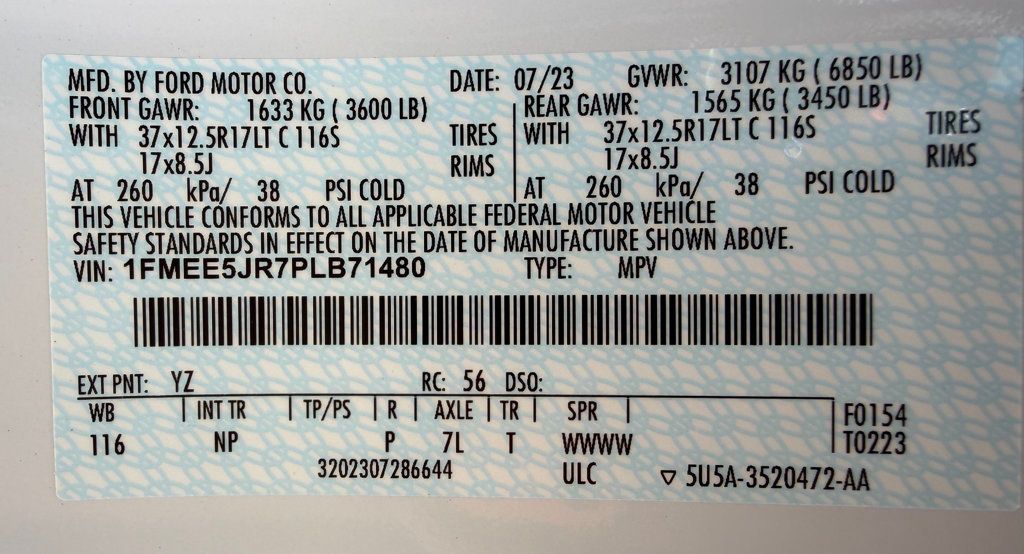 MFD. BY FORD MOTOR CO. DATE: 07/23 GVWR: 3107 KG ( 6850 LB)
FRONT GAWR: 1633 KG ( 3600 LB) REAR GAWR: 1565 KG ( 3450 LB)
WITH 37x12.5R17LT C 116S TIRES WITH 37x12.5R17LT C 116S TIRES
17x8.5J RIMS 17x8.5J RIMS
AT 260 kPa/ 38 PSI COLD AT 260 kPa/ 38 PSI COLD
THIS VEHICLE CONFORMS TO ALL APPLICABLE FEDERAL MOTOR VEHICLE
SAFETY STANDARDS IN EFFECT ON THE DATE OF MANUFACTURE SHOWN ABOVE.
VIN: 1FMEE5JR7PLB71480 TYPE: MPV
EXT PNT: YZ RC: 56 DSO:
WB INT TR TP/PS R AXLE TR SPR F0154
116 NP P 7L T WWWW T0223
3202307286644 ULC ▽ 5U5A-3520472-AA